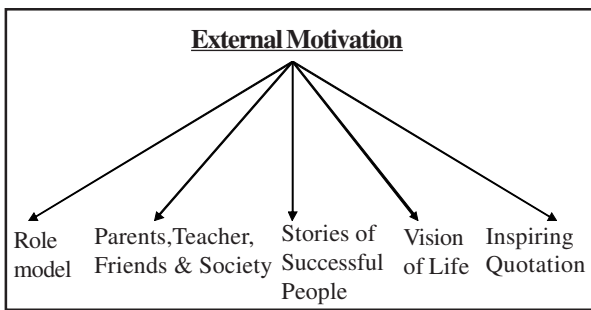 External Motivation
Role
model
Parents,Teacher,
Friends & Society
Stories of
Successful
People
Vision
of Life
Inspiring
Quotation